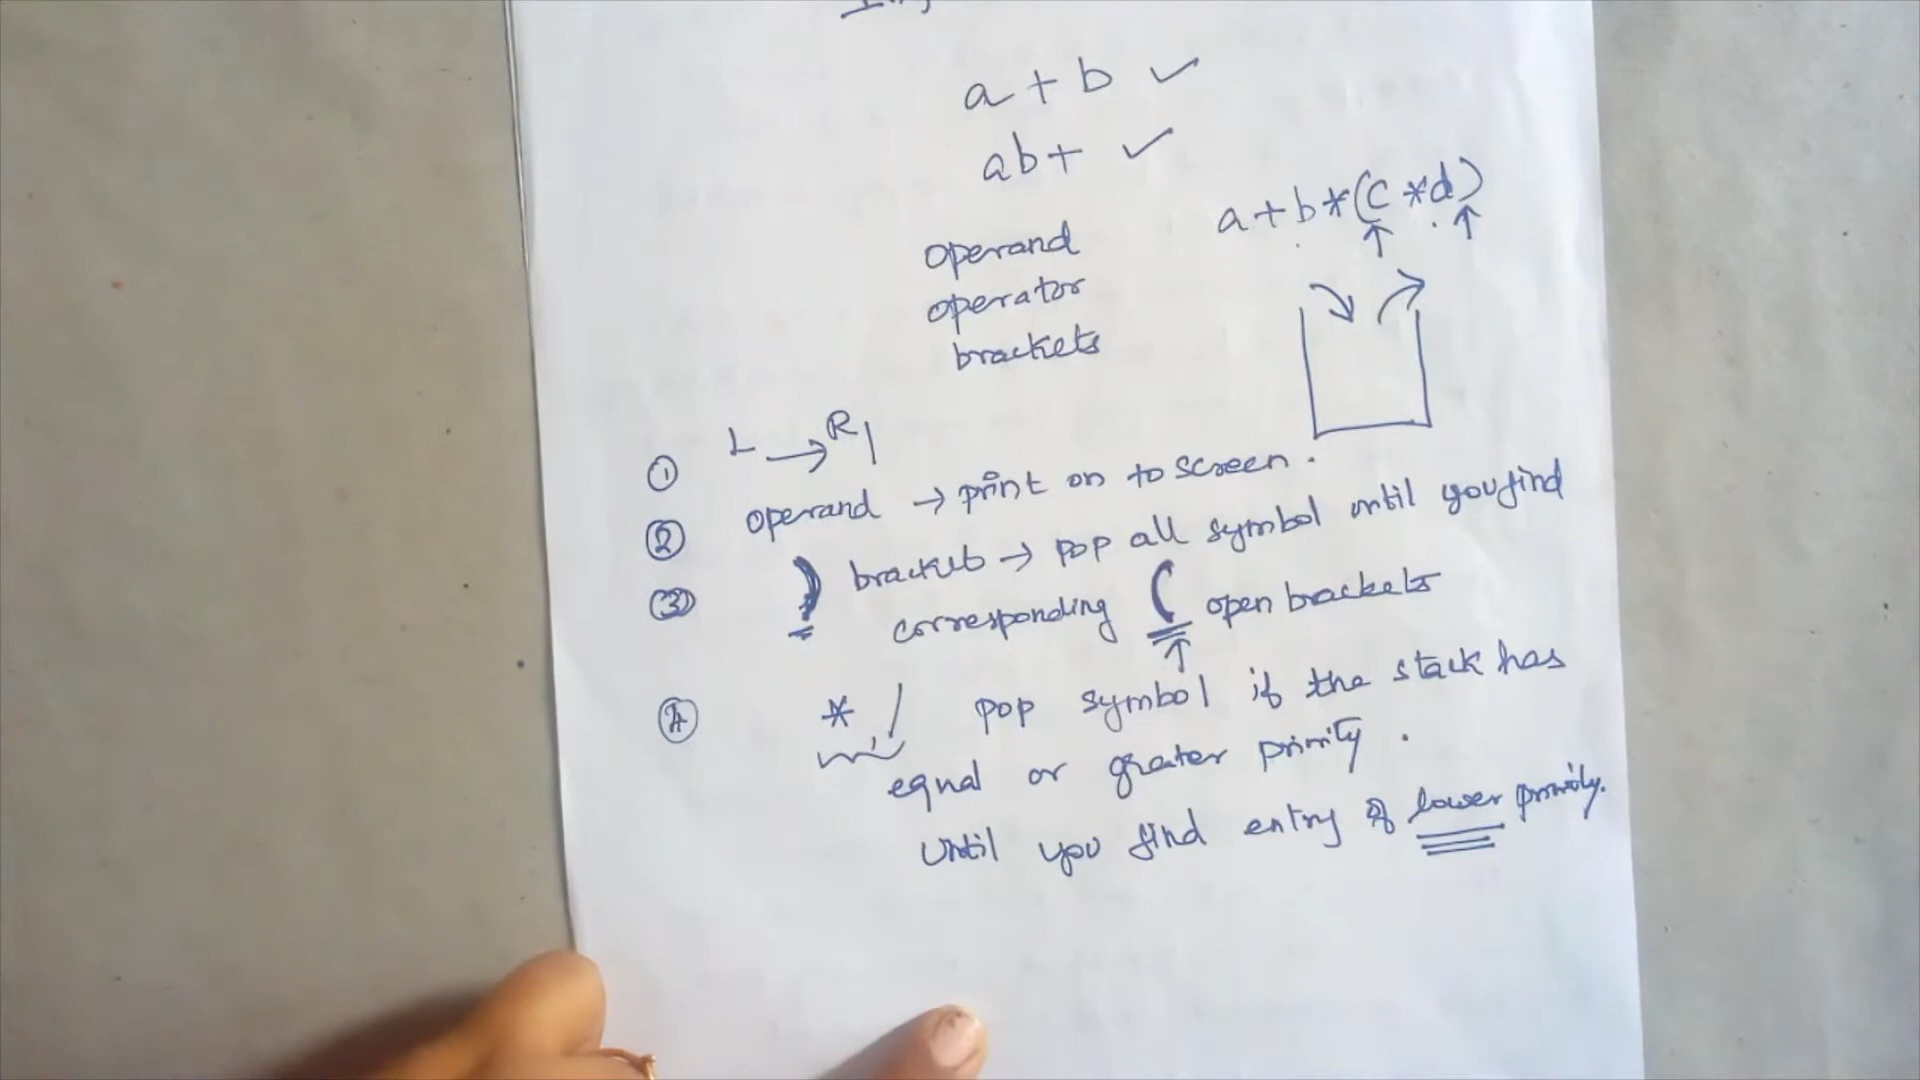 a + b ✓
ab+ ✓
a+b*(c*d)
operand
operator
brackets
① L → R
② operand → print on to screen.
③ ) brackets → pop all symbol until you find
corresponding ( open brackets
④ * / pop symbol if the stack has
equal or greater priority.
until you find entry of lower priority.